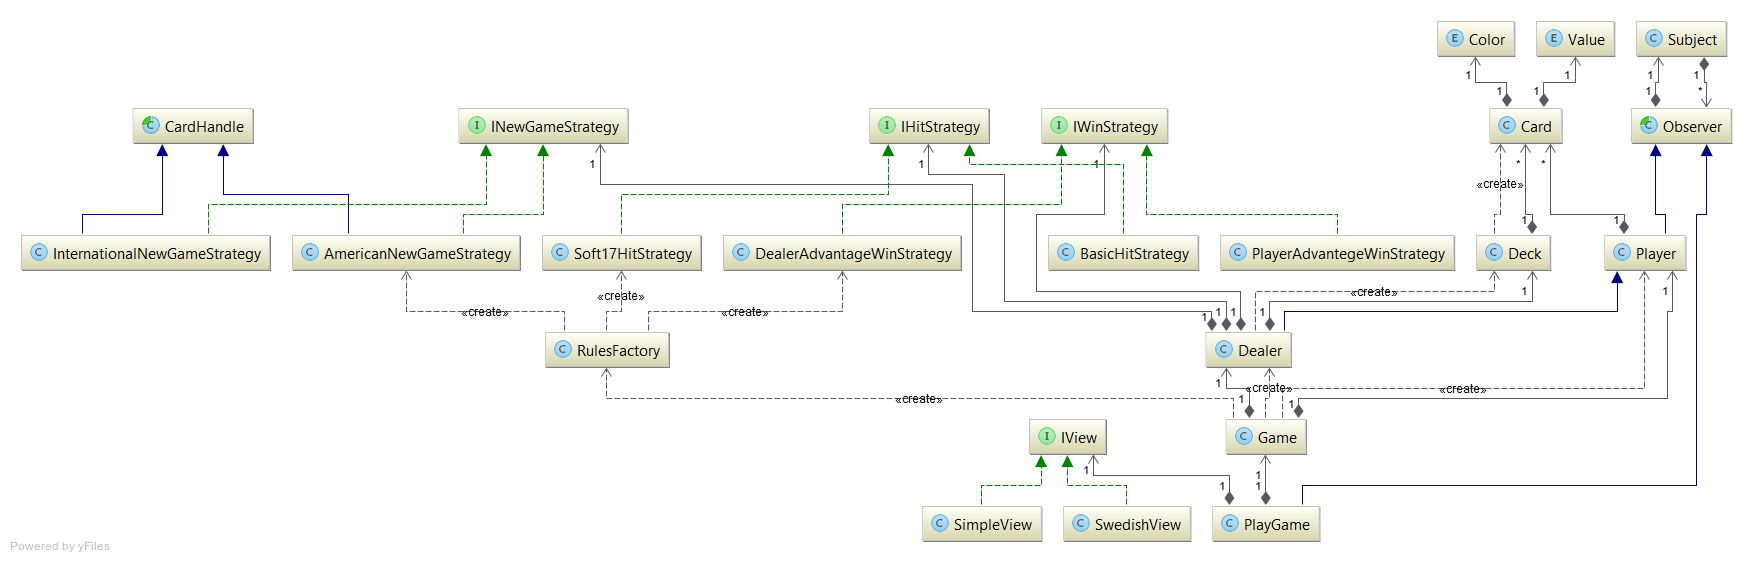 E Color
E Value
C Subject
1
1
1
*
1
1
1
1
C CardHandle
I INewGameStrategy
I IHitStrategy
I IWinStrategy
C Card
C Observer
1
1
1
*
*
«create»
1
1
C InternationalNewGameStrategy
C AmericanNewGameStrategy
C Soft17HitStrategy
C DealerAdvantageWinStrategy
C BasicHitStrategy
C PlayerAdvantegeWinStrategy
C Deck
C Player
«create»
«create»
«create»
«create»
1
1
1
1
1
1
C RulesFactory
C Dealer
1
«create»
«create»
«create»
1
1
I IView
C Game
1
1
1
1
C SimpleView
C SwedishView
C PlayGame
Powered by yFiles